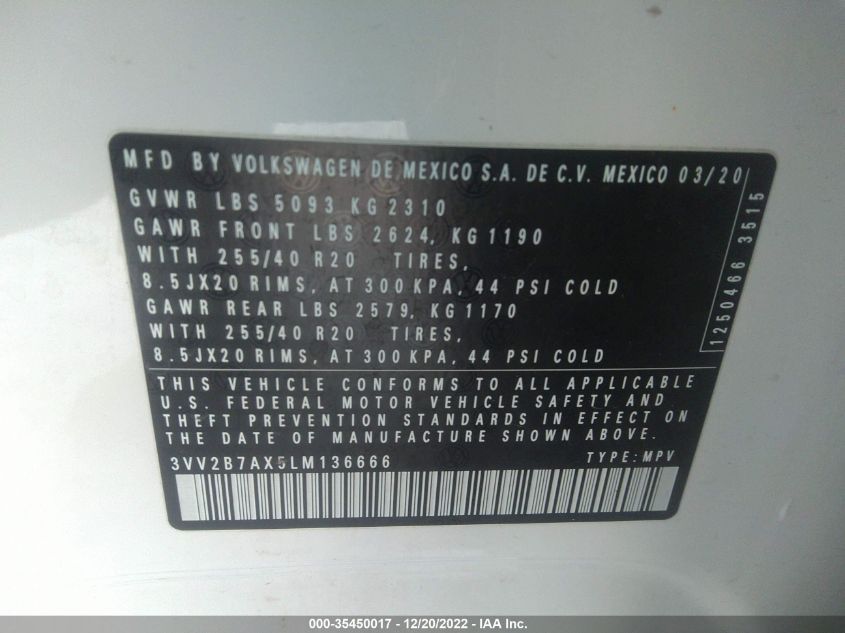 MFD BY VOLKSWAGEN DE MEXICO S.A. DE C.V. MEXICO 03/20
GVWR LBS 5093 KG 2310
GAWR FRONT LBS 2624, KG 1190
WITH 255/40 R20 TIRES,
8.5JX20 RIMS, AT 300 KPA, 44 PSI COLD
GAWR REAR LBS 2579, KG 1170
WITH 255/40 R20 TIRES,
8.5JX20 RIMS, AT 300 KPA, 44 PSI COLD
1250466 3515
THIS VEHICLE CONFORMS TO ALL APPLICABLE
U.S. FEDERAL MOTOR VEHICLE SAFETY AND
THEFT PREVENTION STANDARDS IN EFFECT ON
THE DATE OF MANUFACTURE SHOWN ABOVE.
3VV2B7AX5LM136666 TYPE: MPV
000-35450017 - 12/20/2022 - IAA Inc.